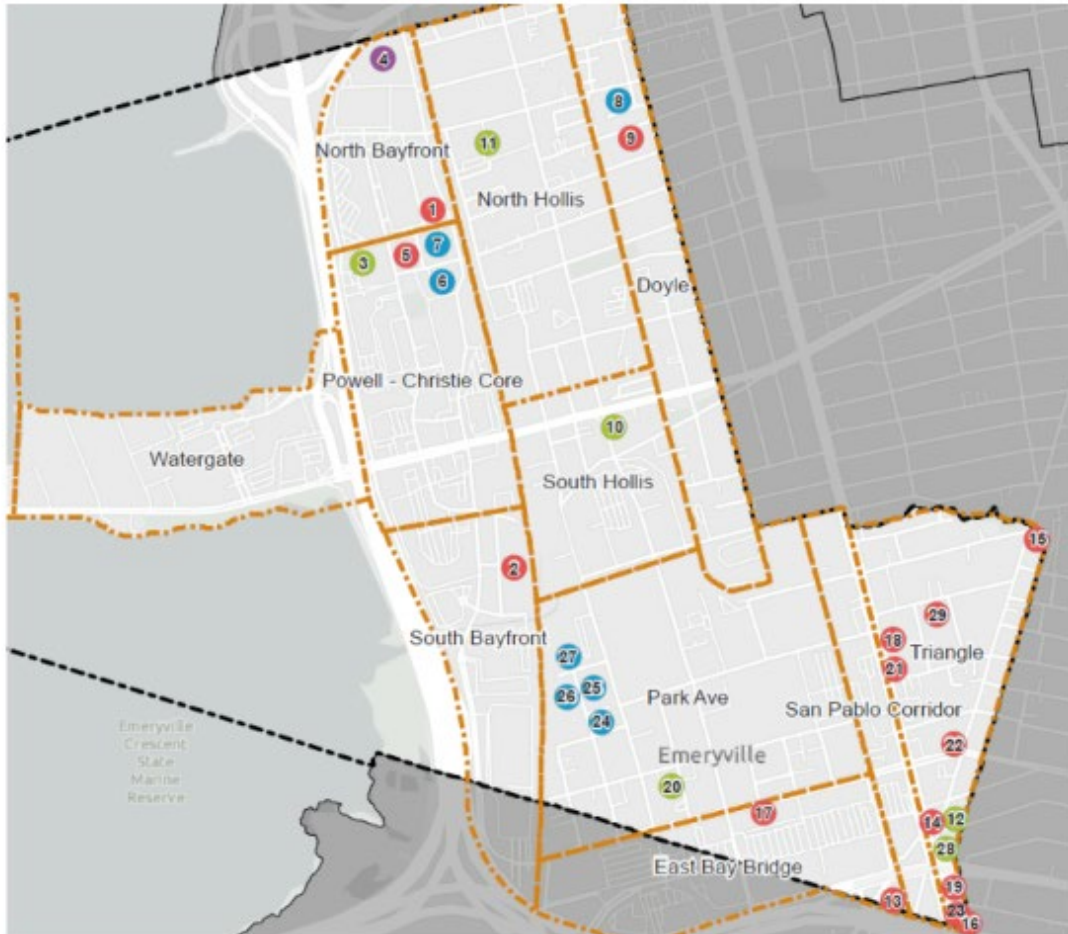 4
8
11
9
North Bayfront
North Hollis
1
7
5
3
6
Doyle
Powell - Christie Core
10
Watergate
South Hollis
15
2
29
18
South Bayfront
Triangle
27
21
25
26
Park Ave
San Pablo Corridor
24
22
Emeryville
Emeryville
Crescent
State
Marine
Reserve
20
17
14
12
28
East Bay Bridge
19
13
23
16